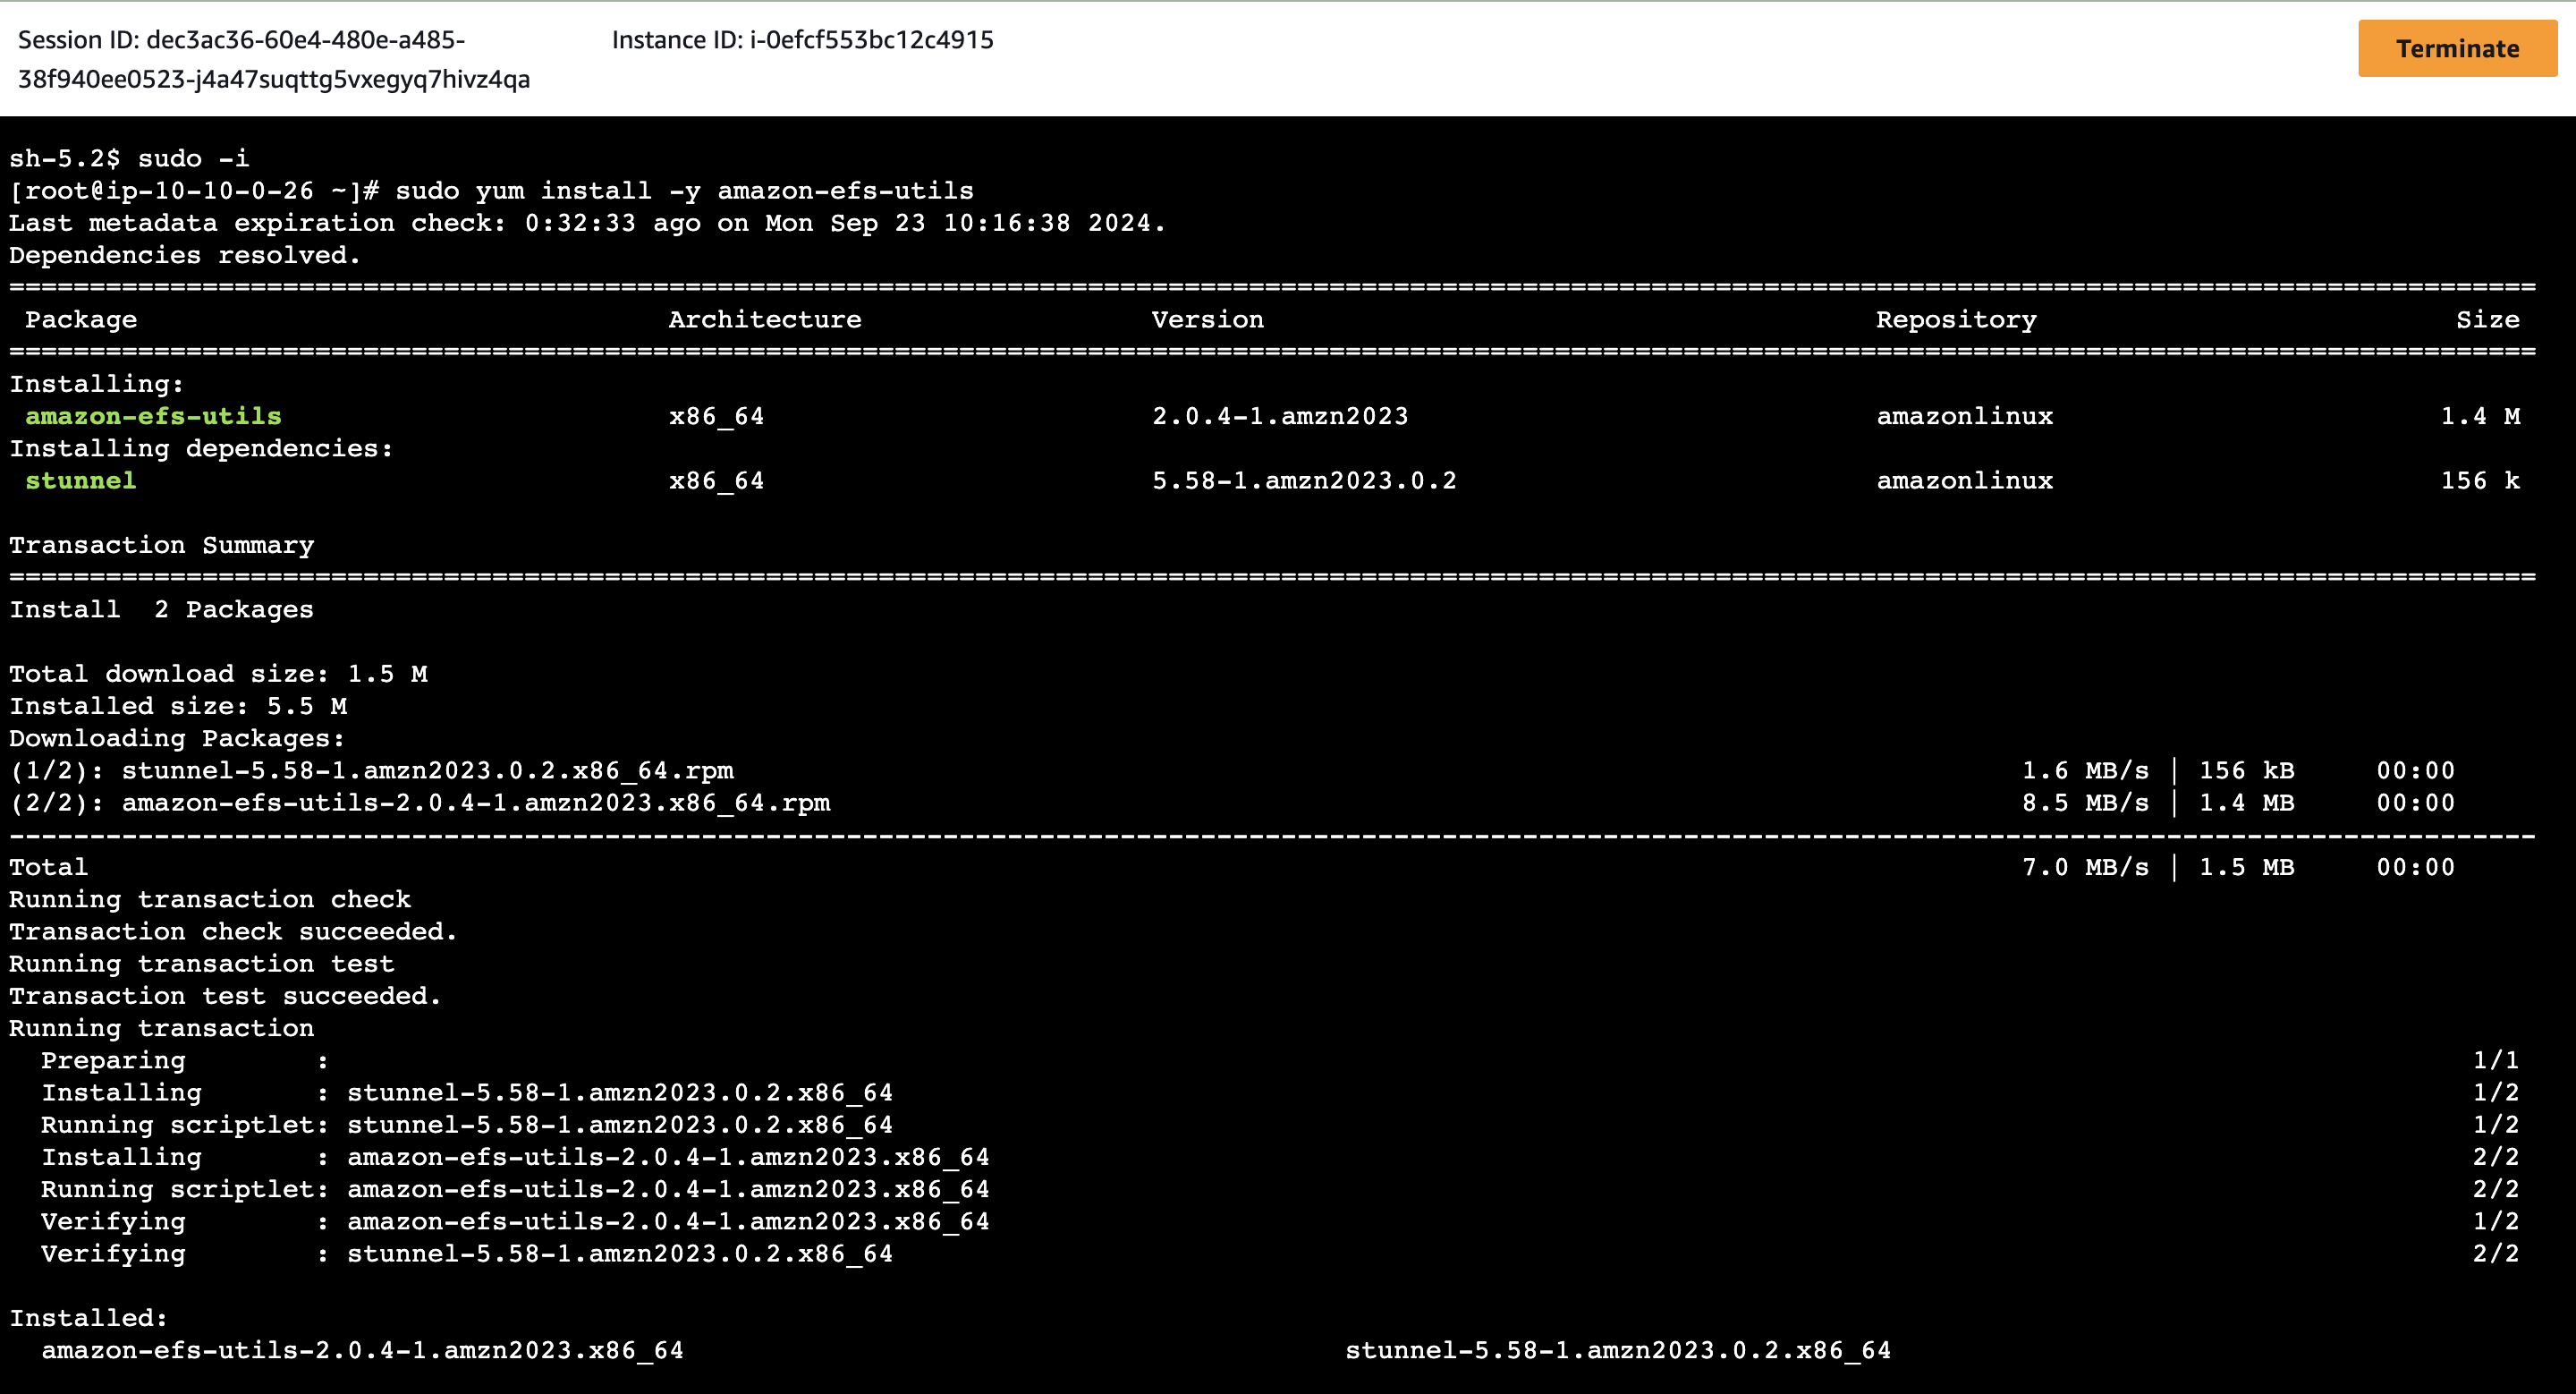 Session ID: dec3ac36-60e4-480e-a485-
38f940ee0523-j4a47suqttg5vxegyq7hivz4qa
Instance ID: i-0efcf553bc12c4915
Terminate
sh-5.2$ sudo -i
[root@ip-10-10-0-26 ~]# sudo yum install -y amazon-efs-utils
Last metadata expiration check: 0:32:33 ago on Mon Sep 23 10:16:38 2024.
Dependencies resolved.
Package Architecture Version Repository Size
Installing:
amazon-efs-utils x86_64 2.0.4-1.amzn2023 amazonlinux 1.4 M
Installing dependencies:
stunnel x86_64 5.58-1.amzn2023.0.2 amazonlinux 156 k
Transaction Summary
Install  2 Packages
Total download size: 1.5 M
Installed size: 5.5 M
Downloading Packages:
(1/2): stunnel-5.58-1.amzn2023.0.2.x86_64.rpm 1.6 MB/s | 156 kB 00:00
(2/2): amazon-efs-utils-2.0.4-1.amzn2023.x86_64.rpm 8.5 MB/s | 1.4 MB 00:00
Total 7.0 MB/s | 1.5 MB 00:00
Running transaction check
Transaction check succeeded.
Running transaction test
Transaction test succeeded.
Running transaction
Preparing : 1/1
Installing : stunnel-5.58-1.amzn2023.0.2.x86_64 1/2
Running scriptlet: stunnel-5.58-1.amzn2023.0.2.x86_64 1/2
Installing : amazon-efs-utils-2.0.4-1.amzn2023.x86_64 2/2
Running scriptlet: amazon-efs-utils-2.0.4-1.amzn2023.x86_64 2/2
Verifying : amazon-efs-utils-2.0.4-1.amzn2023.x86_64 1/2
Verifying : stunnel-5.58-1.amzn2023.0.2.x86_64 2/2
Installed:
amazon-efs-utils-2.0.4-1.amzn2023.x86_64 stunnel-5.58-1.amzn2023.0.2.x86_64